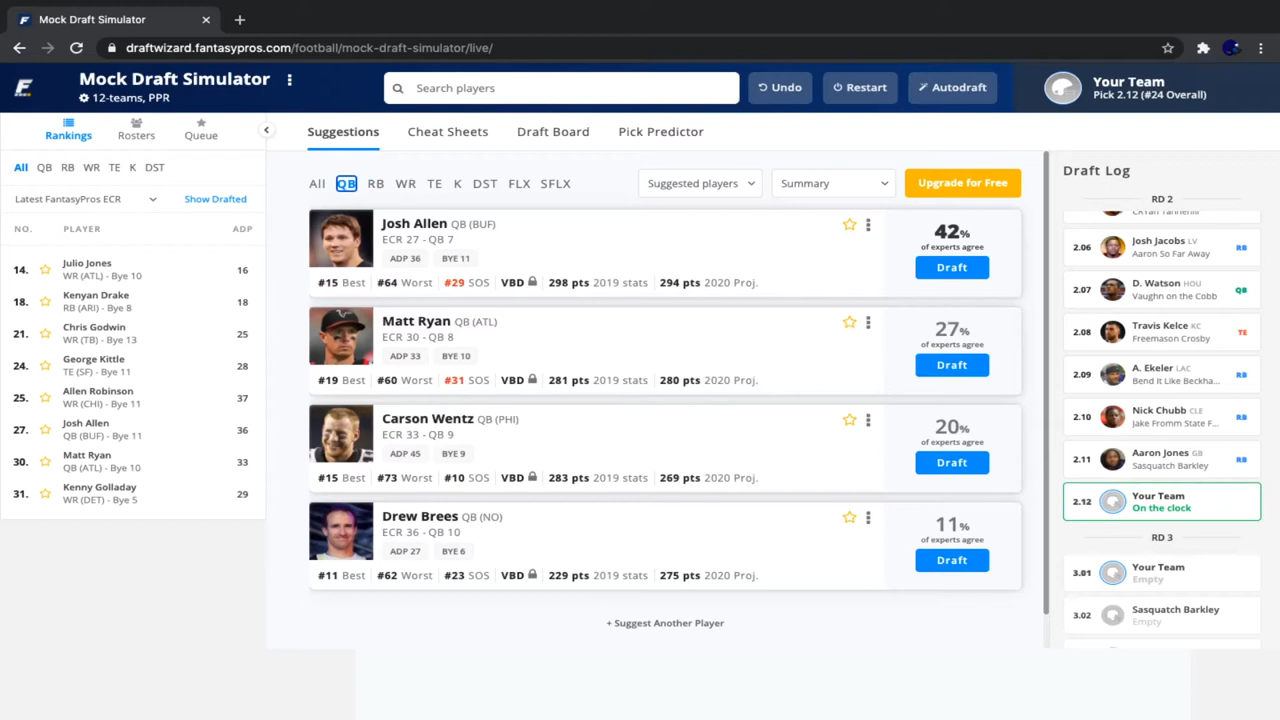 Mock Draft Simulator
draftwizard.fantasypros.com/football/mock-draft-simulator/live/
Mock Draft Simulator
12-teams, PPR
Search players
Undo
Restart
Autodraft
Your Team
Pick 2.12 (#24 Overall)
Rankings
Rosters
Queue
All QB RB WR TE K DST
Latest FantasyPros ECR
Show Drafted
NO. PLAYER ADP
14. Julio Jones 16
WR (ATL) - Bye 10
18. Kenyan Drake 18
RB (ARI) - Bye 8
21. Chris Godwin 25
WR (TB) - Bye 13
24. George Kittle 28
TE (SF) - Bye 11
25. Allen Robinson 37
WR (CHI) - Bye 11
27. Josh Allen 36
QB (BUF) - Bye 11
30. Matt Ryan 33
QB (ATL) - Bye 10
31. Kenny Golladay 29
WR (DET) - Bye 5
Suggestions
Cheat Sheets
Draft Board
Pick Predictor
All QB RB WR TE K DST FLX SFLX
Suggested players
Summary
Upgrade for Free
Josh Allen QB (BUF)
ECR 27 - QB 7
ADP 36 BYE 11
#15 Best #64 Worst #29 SOS VBD 298 pts 2019 stats 294 pts 2020 Proj.
42%
of experts agree
Draft
Matt Ryan QB (ATL)
ECR 30 - QB 8
ADP 33 BYE 10
#19 Best #60 Worst #31 SOS VBD 281 pts 2019 stats 280 pts 2020 Proj.
27%
of experts agree
Draft
Carson Wentz QB (PHI)
ECR 33 - QB 9
ADP 45 BYE 9
#15 Best #73 Worst #10 SOS VBD 283 pts 2019 stats 269 pts 2020 Proj.
20%
of experts agree
Draft
Drew Brees QB (NO)
ECR 36 - QB 10
ADP 27 BYE 6
#11 Best #62 Worst #23 SOS VBD 229 pts 2019 stats 275 pts 2020 Proj.
11%
of experts agree
Draft
+ Suggest Another Player
Draft Log
RD 2
2.06 Josh Jacobs LV RB
Aaron So Far Away
2.07 D. Watson HOU QB
Vaughn on the Cobb
2.08 Travis Kelce KC TE
Freemason Crosby
2.09 A. Ekeler LAC RB
Bend It Like Beckha...
2.10 Nick Chubb CLE RB
Jake Fromm State F...
2.11 Aaron Jones GB RB
Sasquatch Barkley
2.12 Your Team
On the clock
RD 3
3.01 Your Team
Empty
3.02 Sasquatch Barkley
Empty